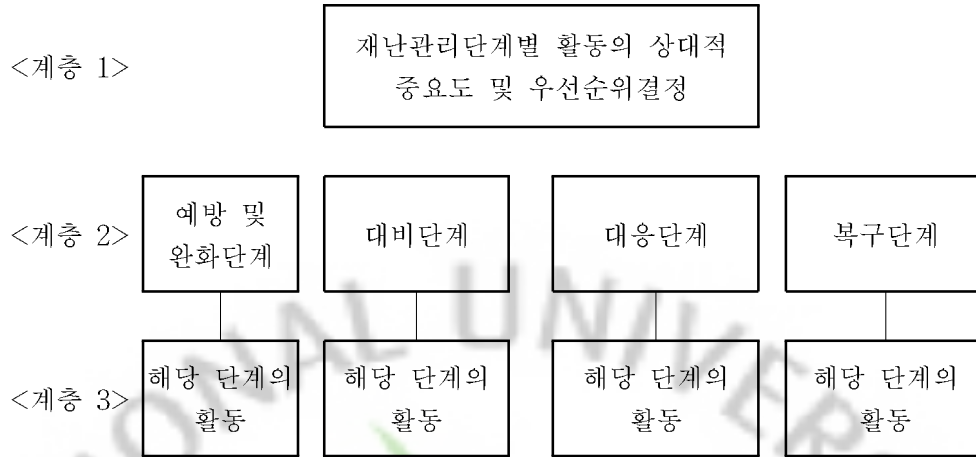 <계층 1>
재난관리단계별 활동의 상대적
중요도 및 우선순위결정
<계층 2>
예방 및
완화단계
대비단계
대응단계
복구단계
<계층 3>
해당 단계의
활동
해당 단계의
활동
해당 단계의
활동
해당 단계의
활동
ONAL UNIVER